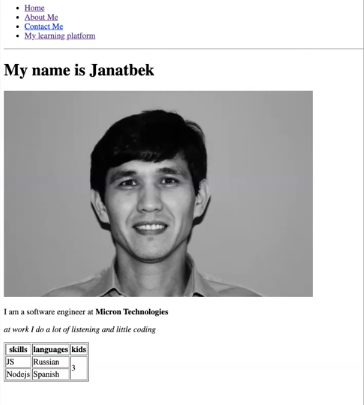 Home
About Me
Contact Me
My learning platform
My name is Janatbek
I am a software engineer at Micron Technologies
at work I do a lot of listening and little coding
skills languages kids
JS Russian 3
Nodejs Spanish